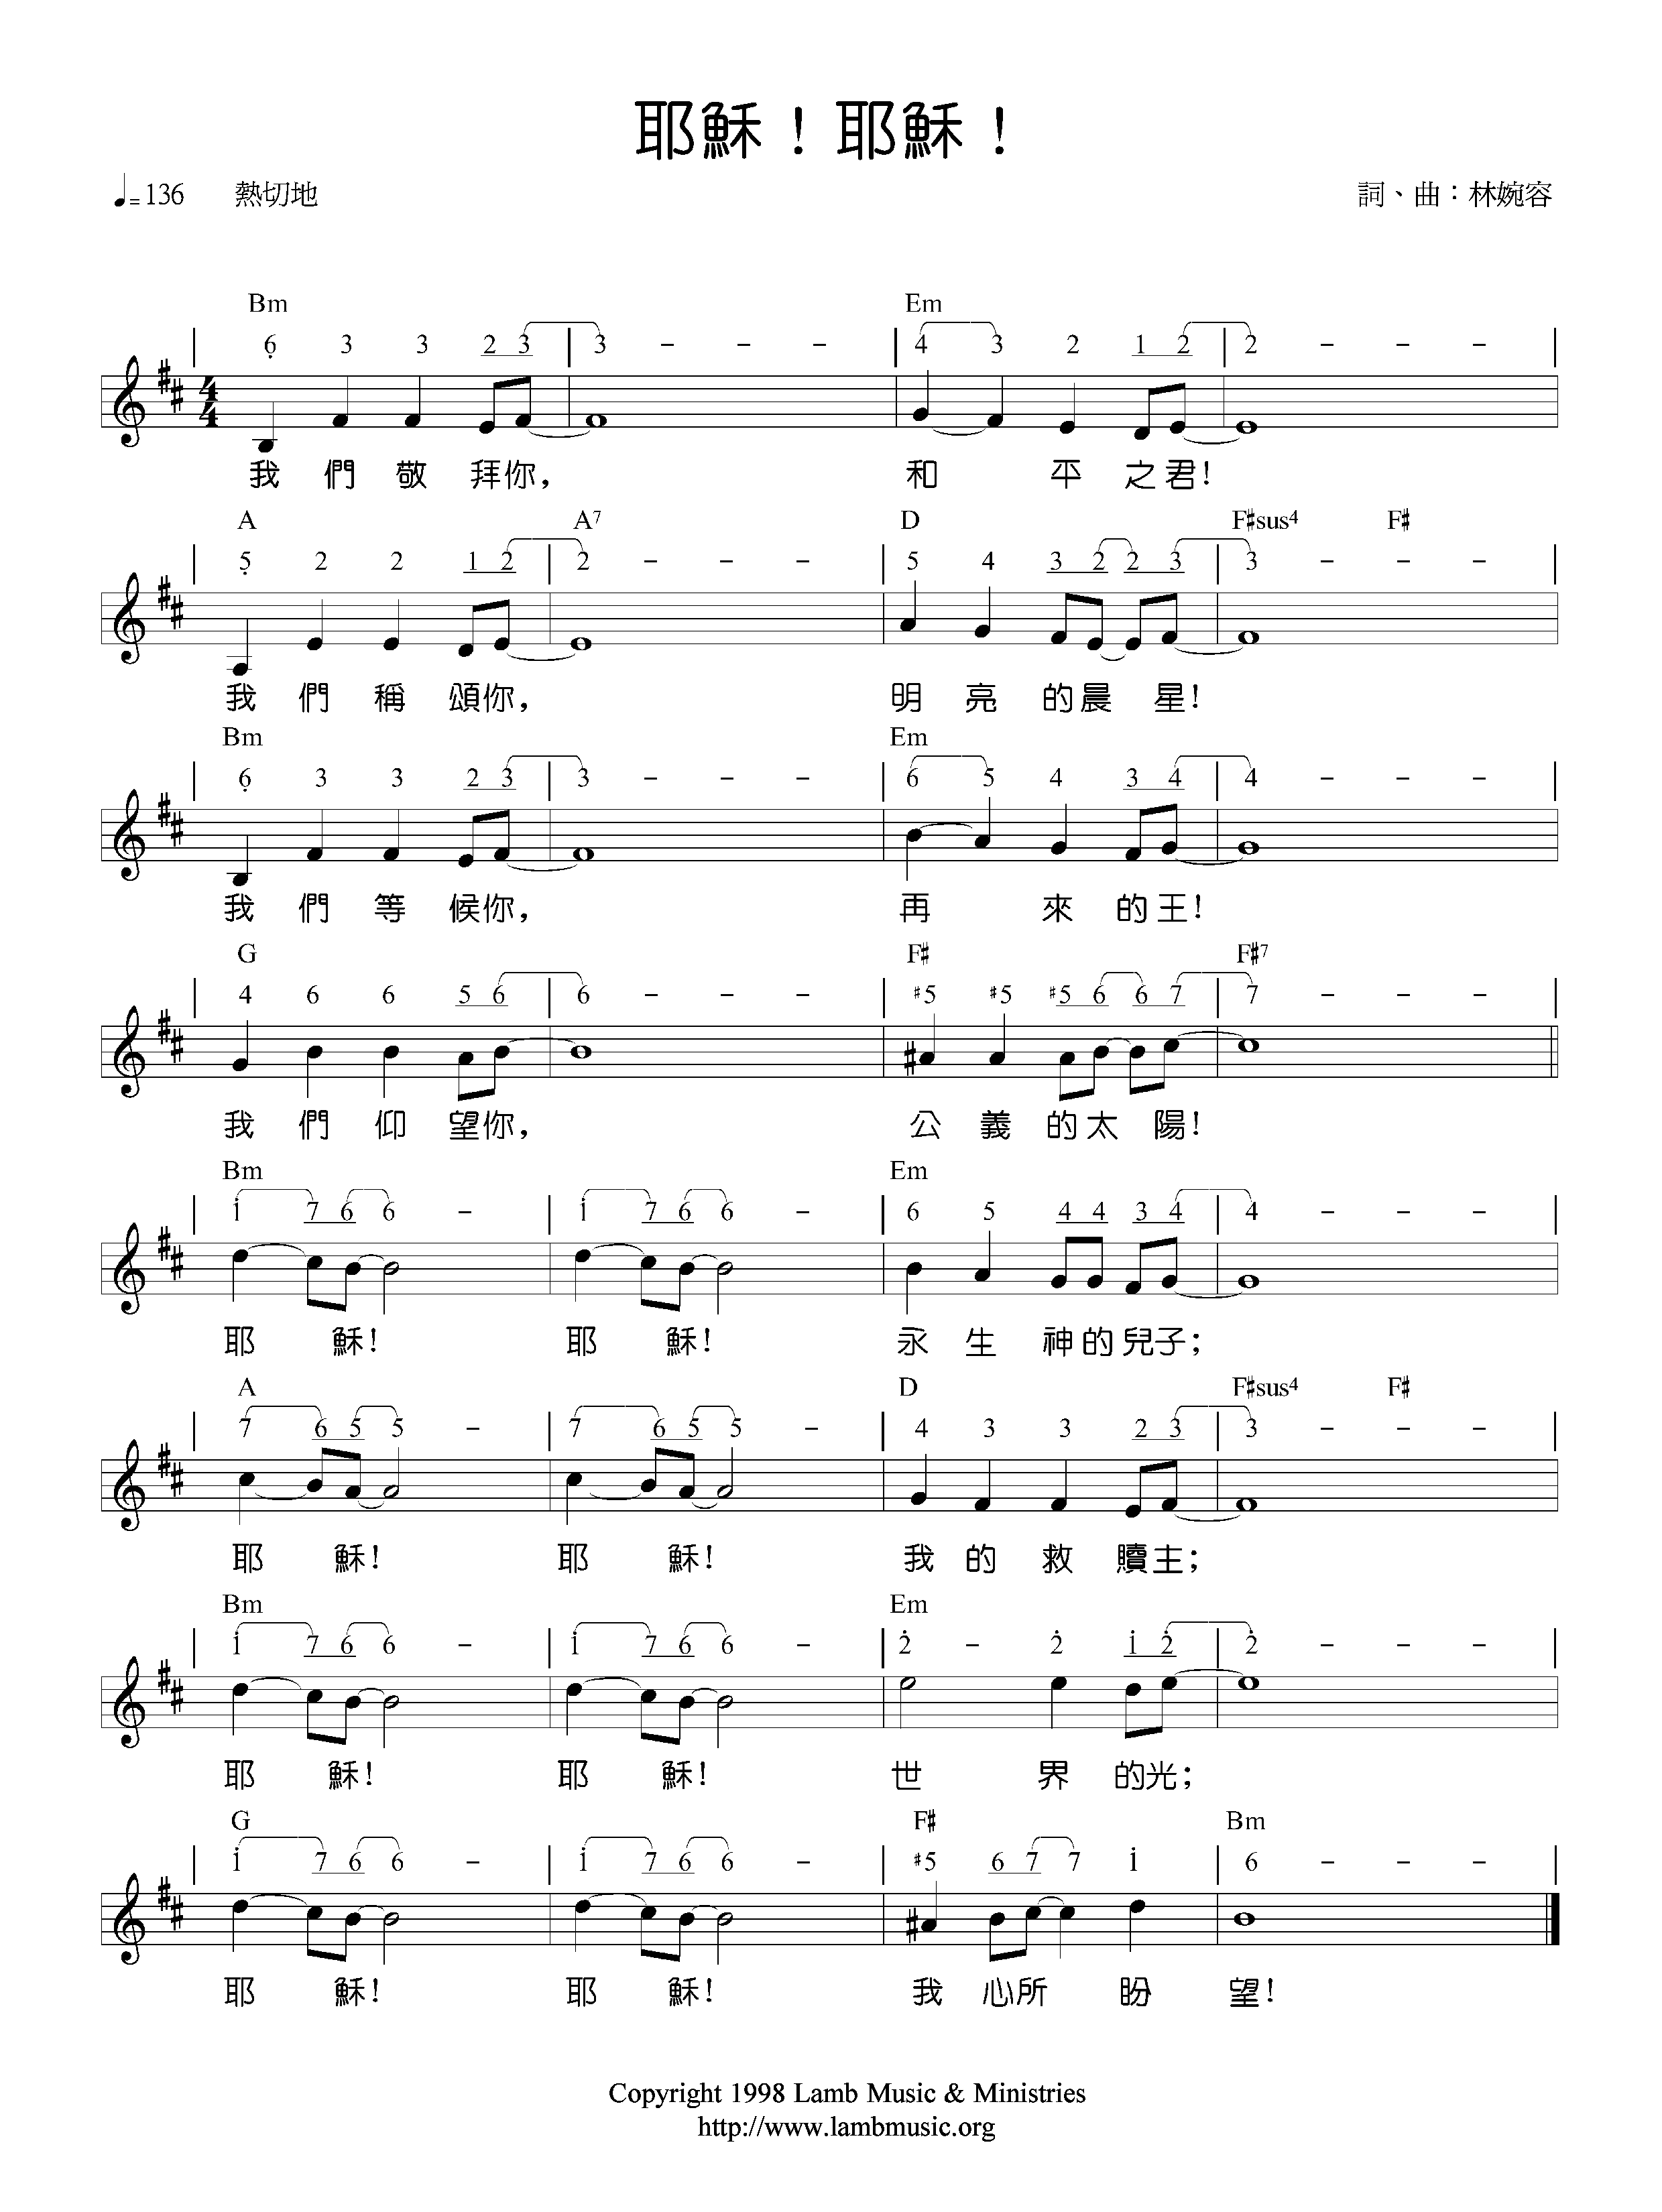 耶穌！耶穌！
♩=136 熱切地 詞、曲：林婉容
Bm Em
| 6̣ 3 3 2 3 | 3 - - - | 4 3 2 1 2 | 2 - - - |
4/4
我 們 敬 拜你， 和 平 之君!
A A7 D F#sus4 F#
| 5̣ 2 2 1 2 | 2 - - - | 5 4 3 2 2 3 | 3 - - - |
我 們 稱 頌你， 明 亮 的晨 星!
Bm Em
| 6̣ 3 3 2 3 | 3 - - - | 6 5 4 3 4 | 4 - - - |
我 們 等 候你， 再 來 的王!
G F# F#7
| 4 6 6 5 6 | 6 - - - | #5 #5 #5 6 6 7 | 7 - - - |
我 們 仰 望你， 公 義 的太 陽!
Bm Em
| 1̇ 7 6 6 - | 1̇ 7 6 6 - | 6 5 4 4 3 4 | 4 - - - |
耶 穌! 耶 穌! 永 生 神的兒子;
A D F#sus4 F#
| 7 6 5 5 - | 7 6 5 5 - | 4 3 3 2 3 | 3 - - - |
耶 穌! 耶 穌! 我 的 救 贖主;
Bm Em
| 1̇ 7 6 6 - | 1̇ 7 6 6 - | 2̇ - 2̇ 1̇ 2̇ | 2̇ - - - |
耶 穌! 耶 穌! 世 界 的光;
G F# Bm
| 1̇ 7 6 6 - | 1̇ 7 6 6 - | #5 6 7 7 1̇ | 6 - - - |
耶 穌! 耶 穌! 我 心所 盼 望!
Copyright 1998 Lamb Music & Ministries
http://www.lambmusic.org